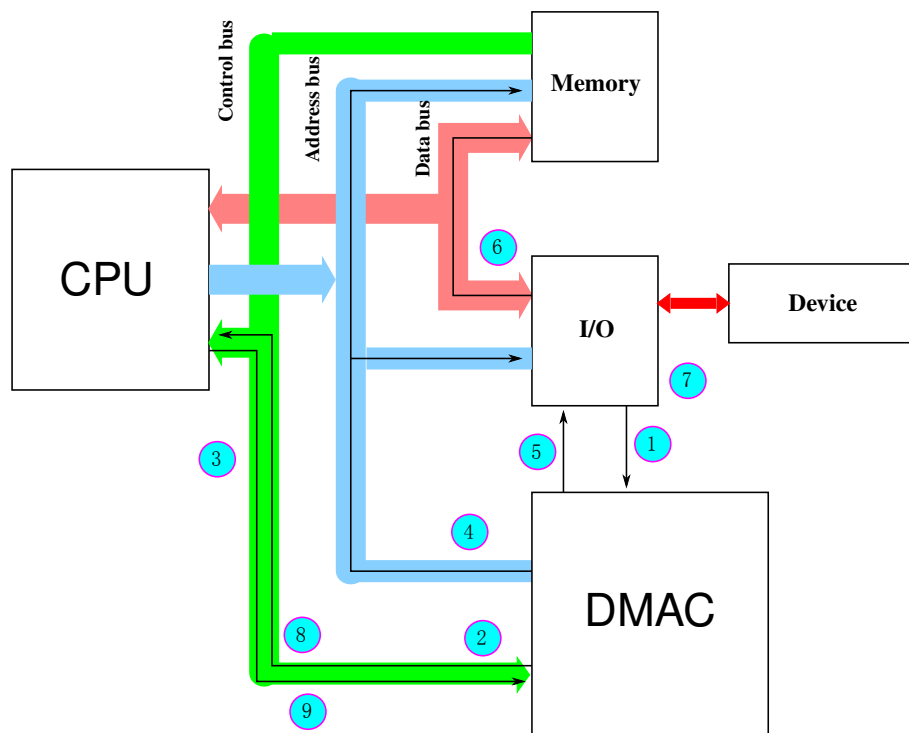 Control bus
Address bus
Data bus
Memory
CPU
6
I/O
Device
7
3
5
1
4
DMAC
8
2
9